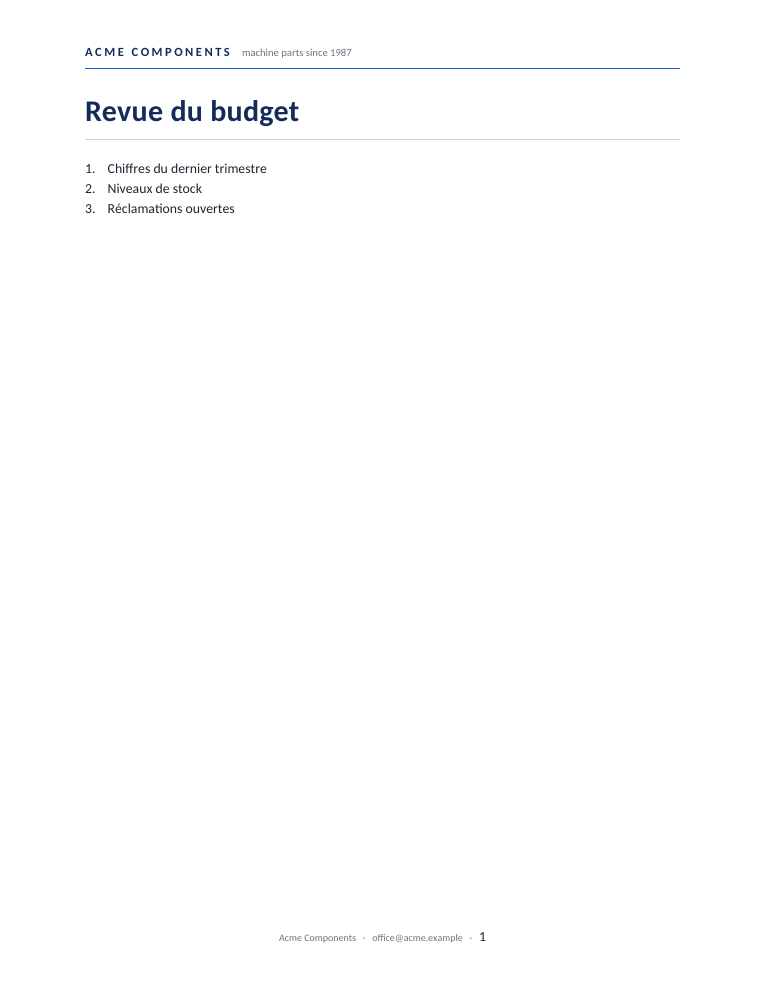 ACME COMPONENTS machine parts since 1987
Revue du budget
1. Chiffres du dernier trimestre
2. Niveaux de stock
3. Réclamations ouvertes
Acme Components · office@acme.example · 1